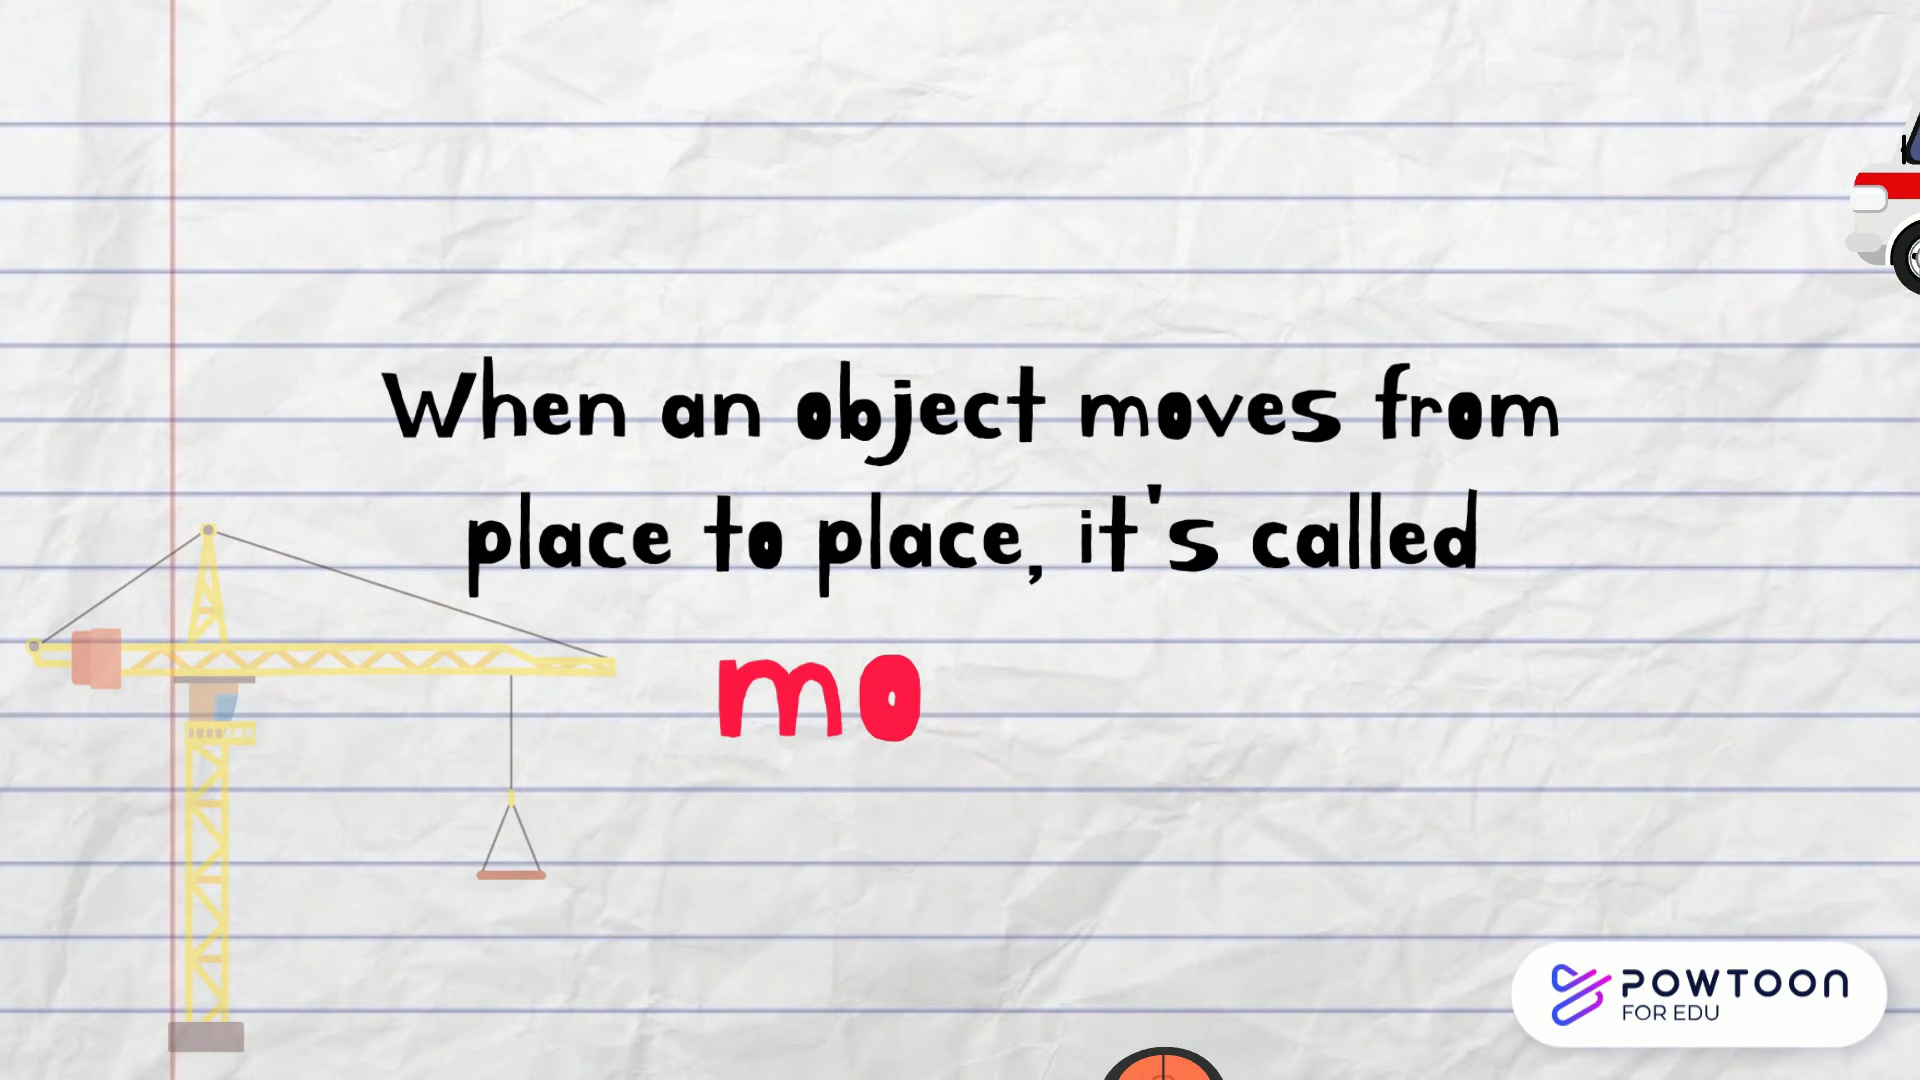 When an object moves from
place to place, it's called
mo
POWTOON
FOR EDU